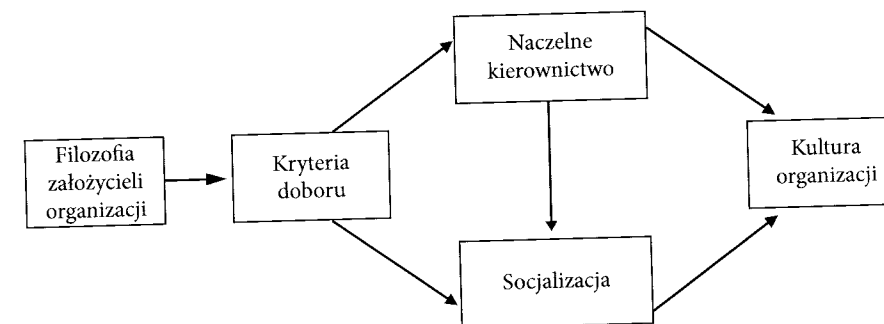 Naczelne
kierownictwo
Filozofia
założycieli
organizacji
Kryteria
doboru
Kultura
organizacji
Socjalizacja